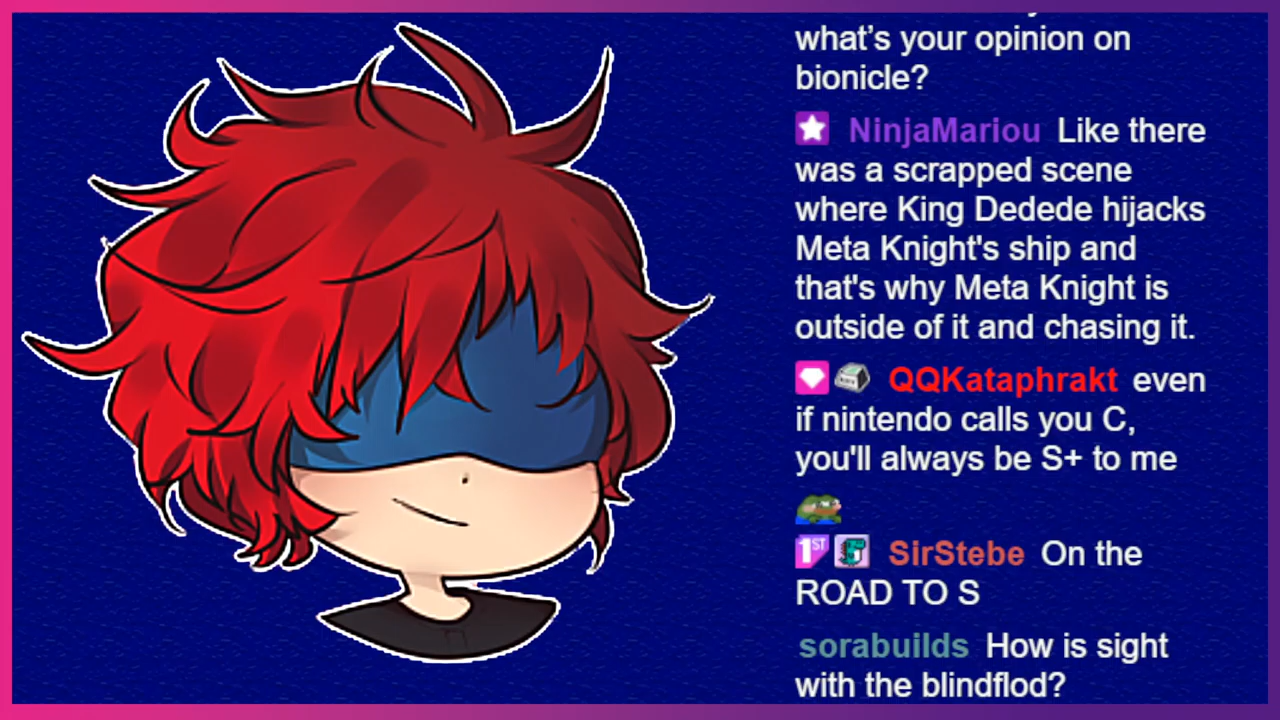 what's your opinion on
bionicle?
NinjaMariou Like there
was a scrapped scene
where King Dedede hijacks
Meta Knight's ship and
that's why Meta Knight is
outside of it and chasing it.
QQKataphrakt even
if nintendo calls you C,
you'll always be S+ to me
1ST SirStebe On the
ROAD TO S
sorabuilds How is sight
with the blindflod?